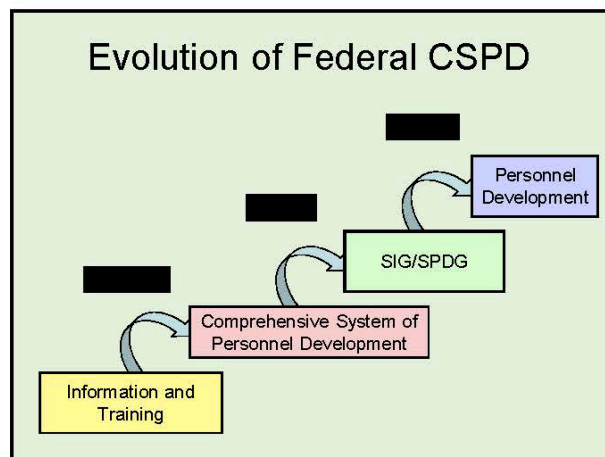 Evolution of Federal CSPD
Personnel
Development
SIG/SPDG
Comprehensive System of
Personnel Development
Information and
Training